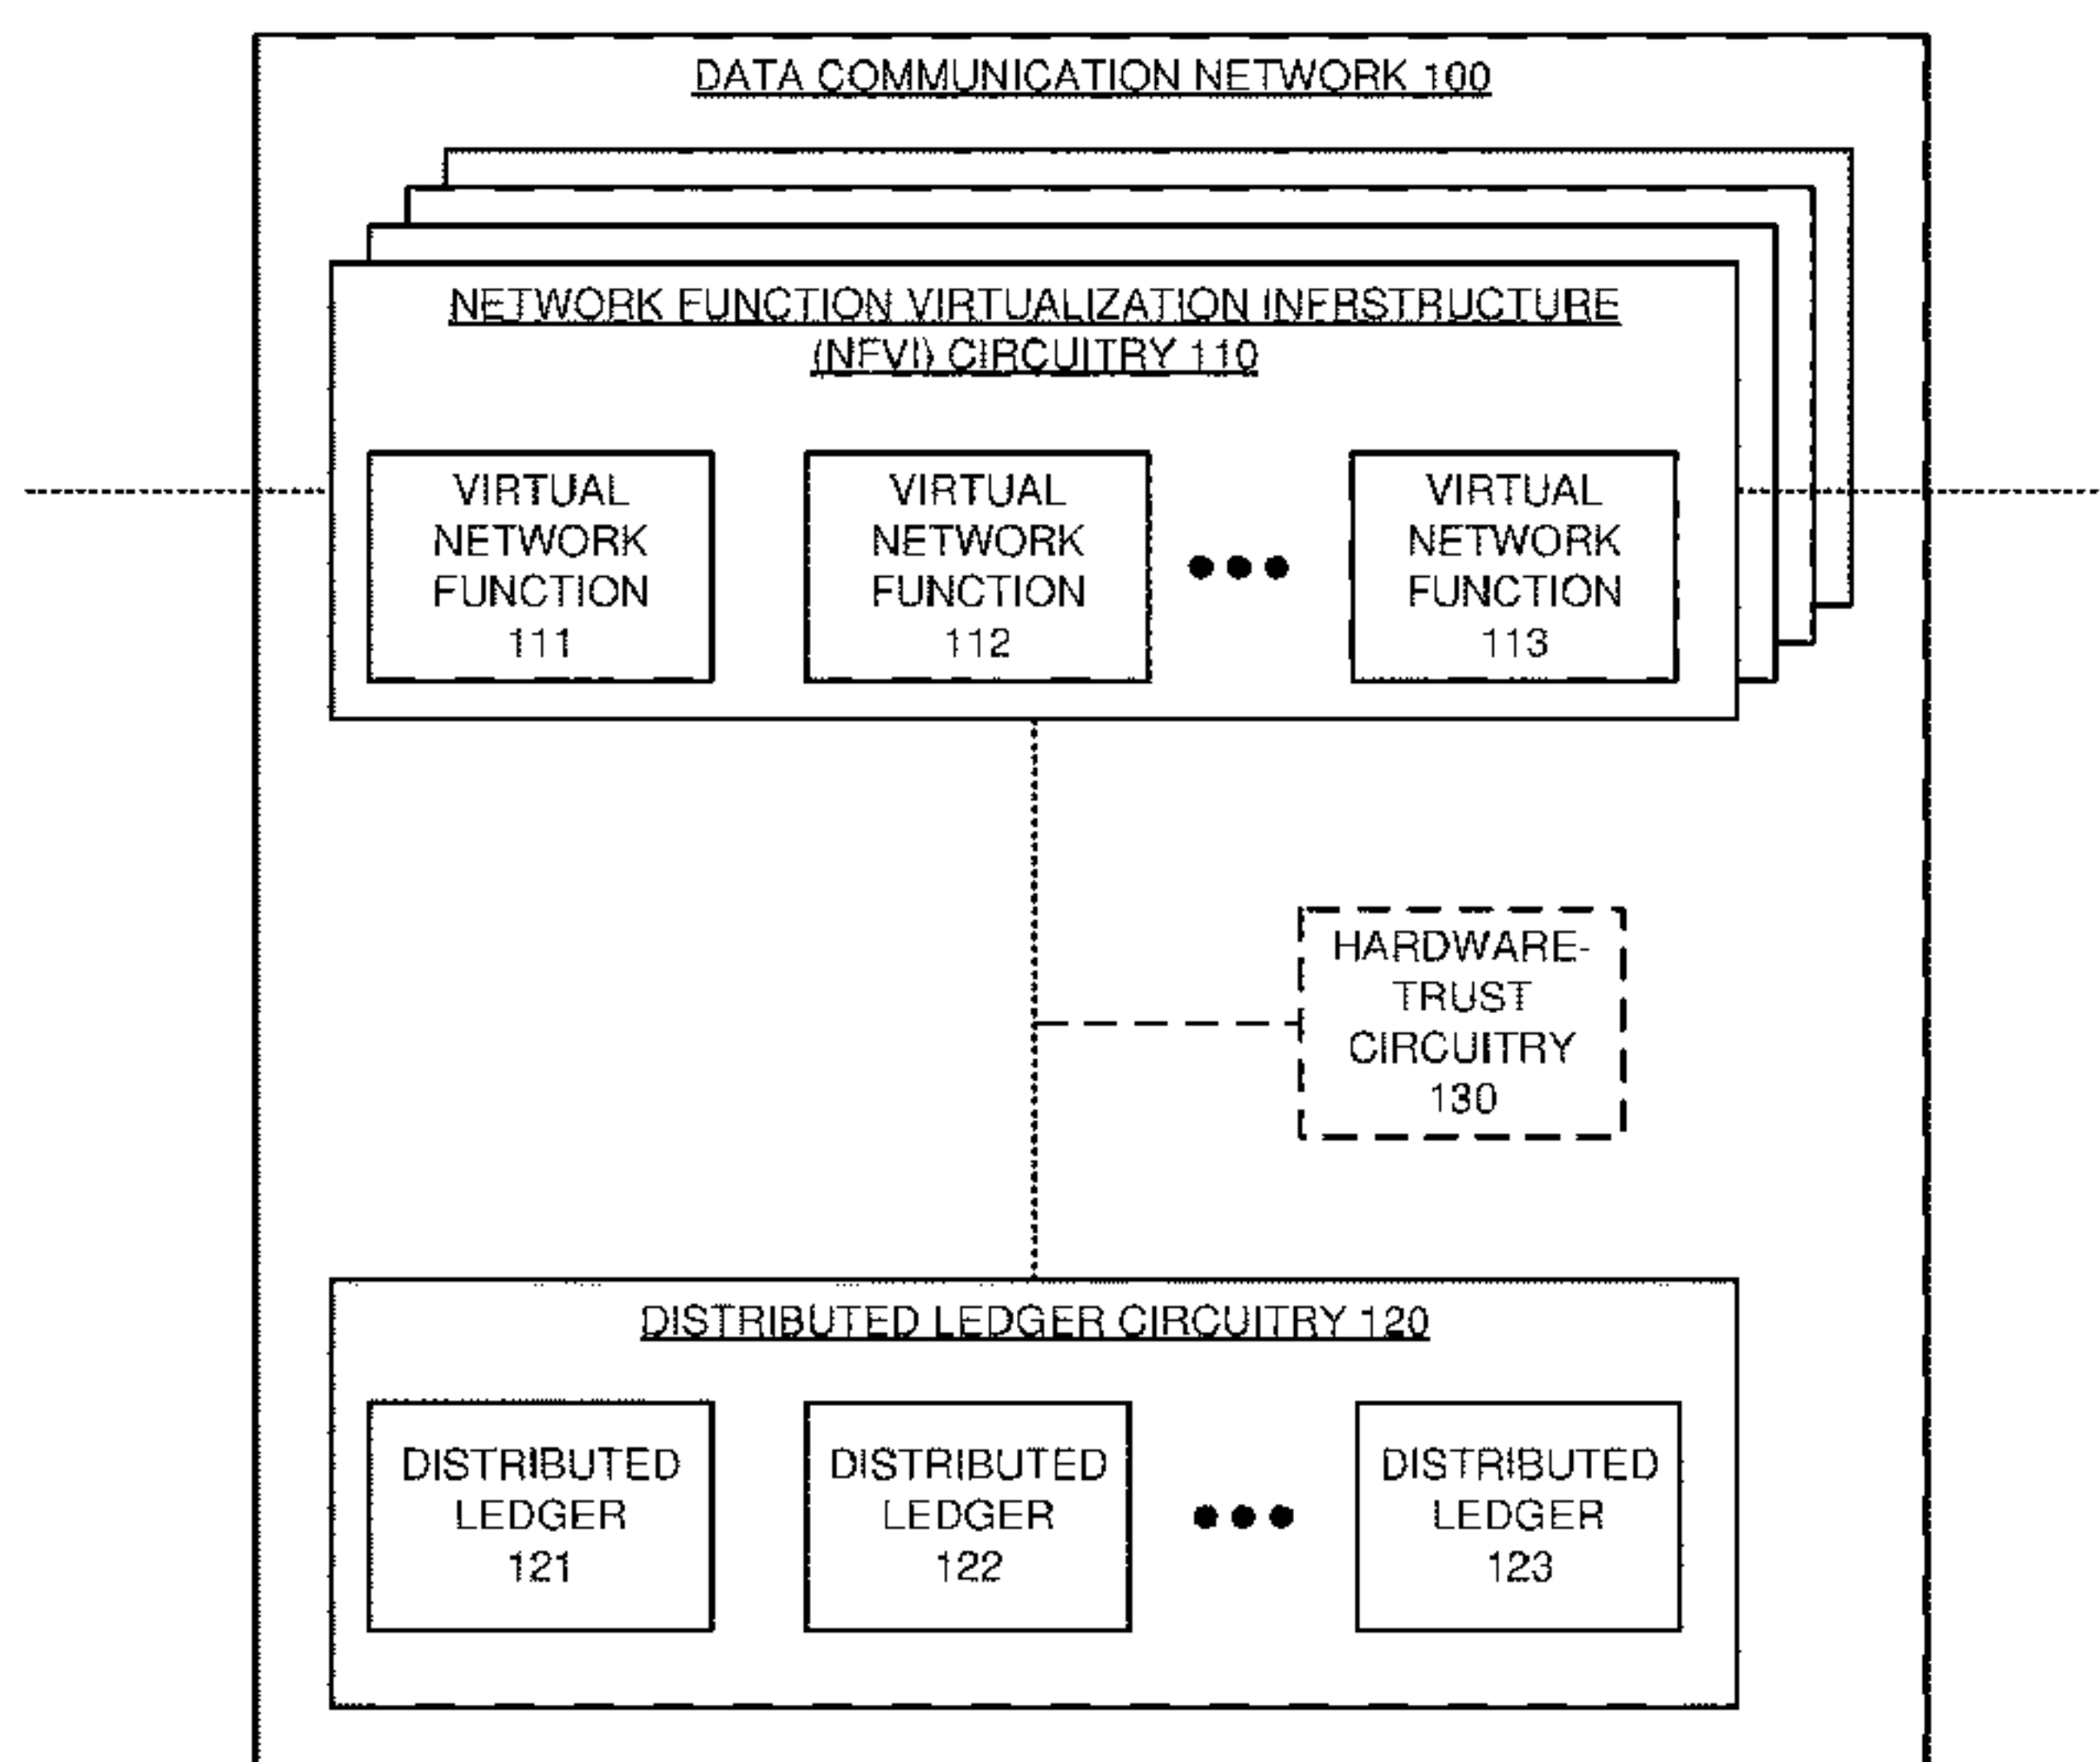 DATA COMMUNICATION NETWORK 100
NETWORK FUNCTION VIRTUALIZATION INFRSTRUCTURE
(NFVI) CIRCUITRY 110
VIRTUAL
NETWORK
FUNCTION
111
VIRTUAL
NETWORK
FUNCTION
112
VIRTUAL
NETWORK
FUNCTION
113
HARDWARE-
TRUST
CIRCUITRY
130
DISTRIBUTED LEDGER CIRCUITRY 120
DISTRIBUTED
LEDGER
121
DISTRIBUTED
LEDGER
122
DISTRIBUTED
LEDGER
123